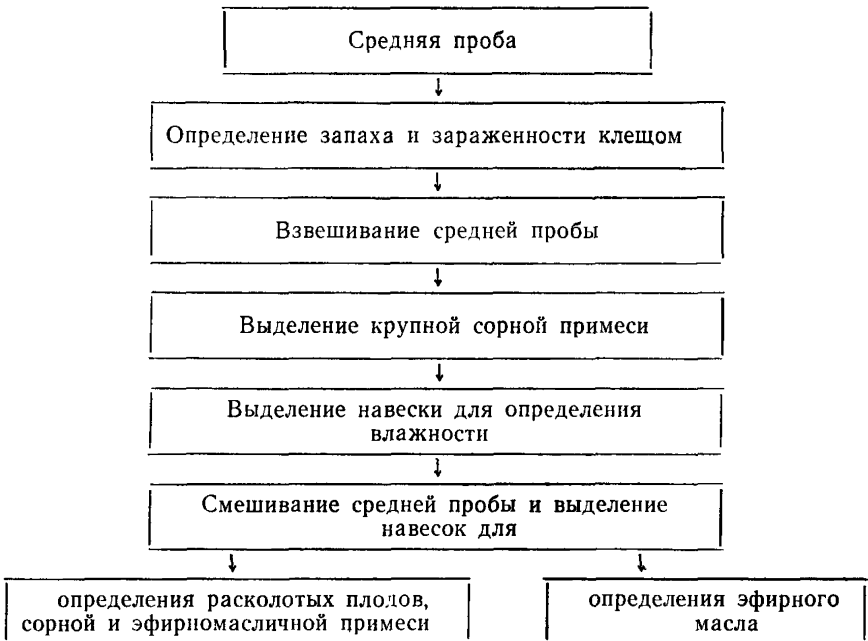 Средняя проба
Определение запаха и зараженности клещом
Взвешивание средней пробы
Выделение крупной сорной примеси
Выделение навески для определения
влажности
Смешивание средней пробы и выделение
навесок для
определения расколотых плодов,
сорной и эфирномасличной примеси
определения эфирного
масла